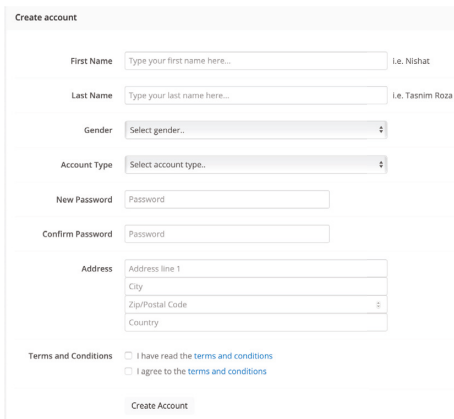 Create account
First Name Type your first name here... i.e. Nishat
Last Name Type your last name here... i.e. Tasnim Roza
Gender Select gender..
Account Type Select account type..
New Password Password
Confirm Password Password
Address Address line 1
City
Zip/Postal Code
Country
Terms and Conditions I have read the terms and conditions
I agree to the terms and conditions
Create Account